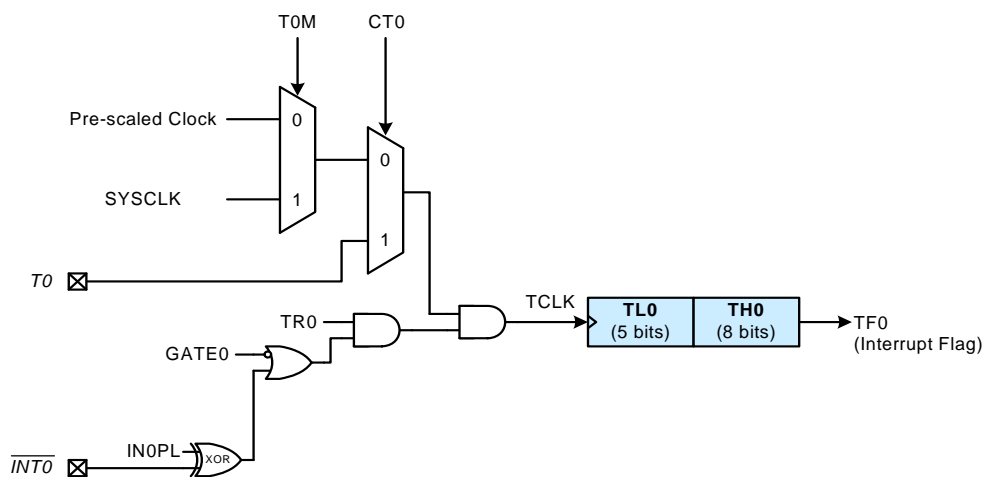 T0M CT0
Pre-scaled Clock 0
0
SYSCLK 1
1
T0
TCLK TL0 TH0
(5 bits) (8 bits)
TR0 TF0
(Interrupt Flag)
GATE0
IN0PL XOR
INT0